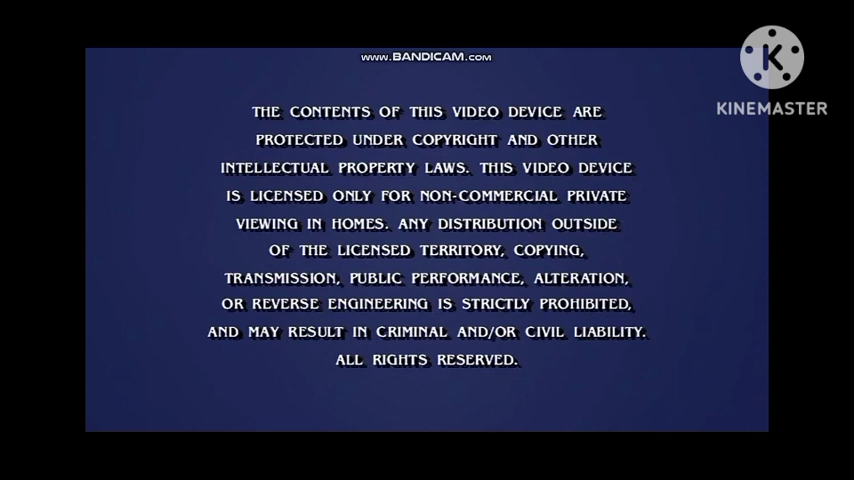 www.BANDICAM.com
KINEMASTER
THE CONTENTS OF THIS VIDEO DEVICE ARE
PROTECTED UNDER COPYRIGHT AND OTHER
INTELLECTUAL PROPERTY LAWS. THIS VIDEO DEVICE
IS LICENSED ONLY FOR NON-COMMERCIAL PRIVATE
VIEWING IN HOMES. ANY DISTRIBUTION OUTSIDE
OF THE LICENSED TERRITORY, COPYING,
TRANSMISSION, PUBLIC PERFORMANCE, ALTERATION,
OR REVERSE ENGINEERING IS STRICTLY PROHIBITED,
AND MAY RESULT IN CRIMINAL AND/OR CIVIL LIABILITY.
ALL RIGHTS RESERVED.